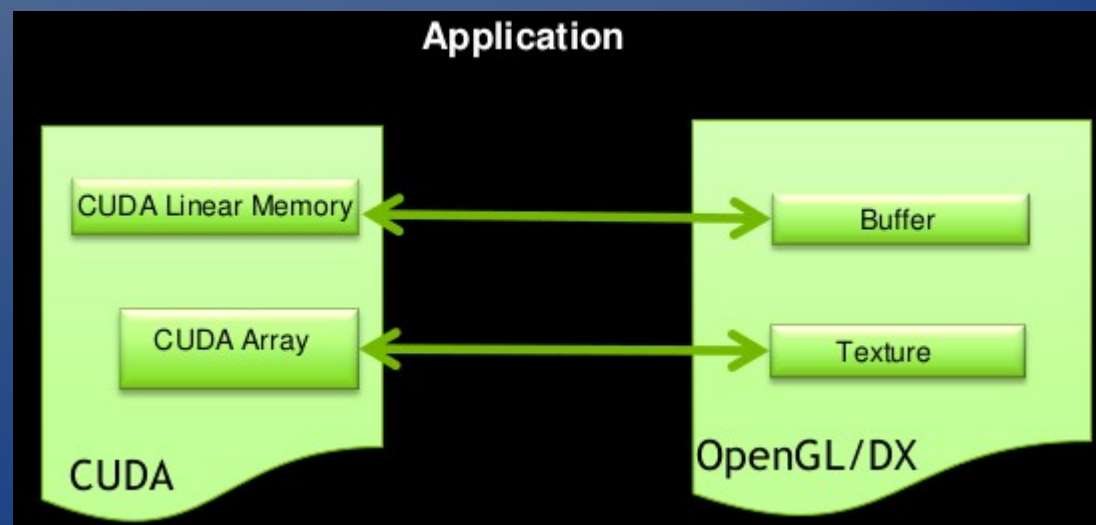 Application
CUDA Linear Memory
Buffer
CUDA Array
Texture
CUDA
OpenGL/DX